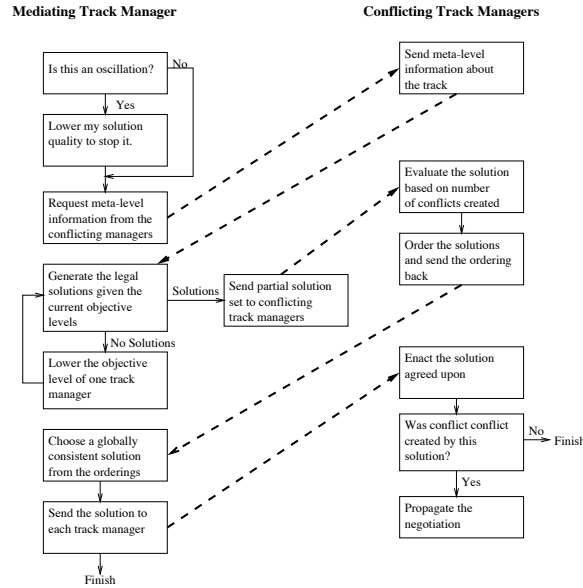 Mediating Track Manager
Conflicting Track Managers
Is this an oscillation?
No
Yes
Lower my solution
quality to stop it.
Request meta-level
information from the
conflicting managers
Generate the legal
solutions given the
current objective
levels
Solutions
Send partial solution
set to conflicting
track managers
No Solutions
Lower the objective
level of one track
manager
Choose a globally
consistent solution
from the orderings
Send the solution to
each track manager
Finish
Send meta-level
information about
the track
Evaluate the solution
based on number
of conflicts created
Order the solutions
and send the ordering
back
Enact the solution
agreed upon
Was conflict conflict
created by this
solution?
No
Finish
Yes
Propagate the
negotiation